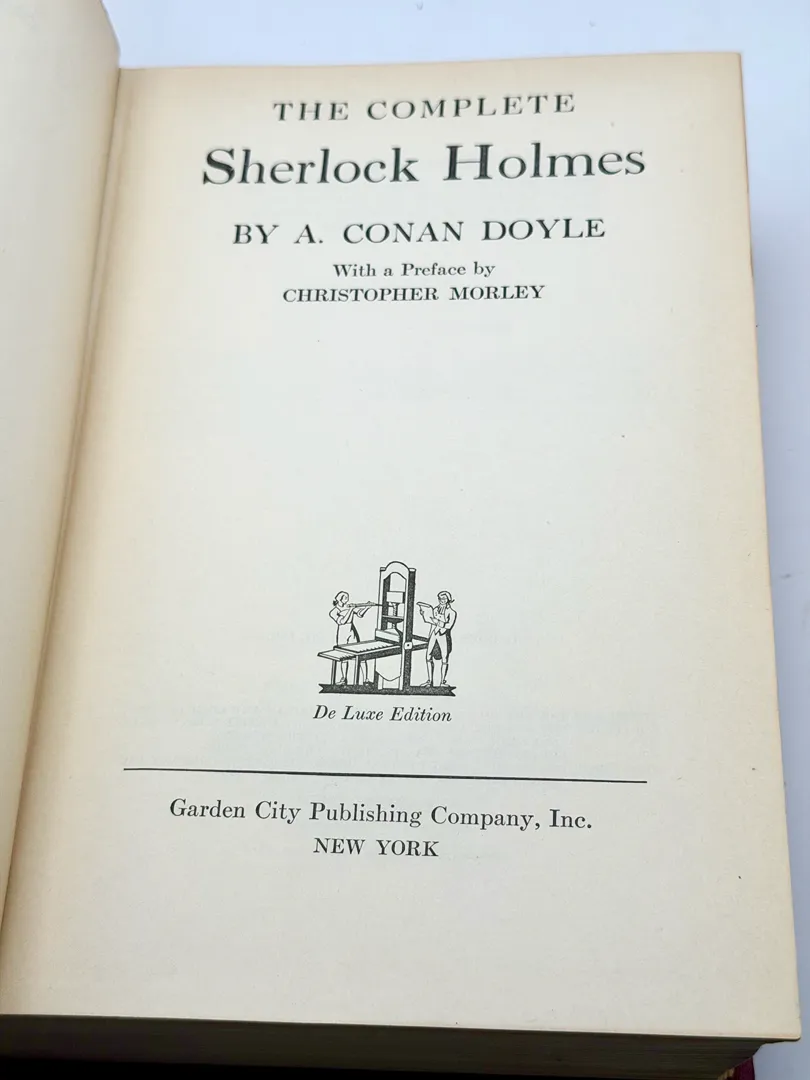 THE COMPLETE
Sherlock Holmes
BY A. CONAN DOYLE
With a Preface by
CHRISTOPHER MORLEY
De Luxe Edition
Garden City Publishing Company, Inc.
NEW YORK